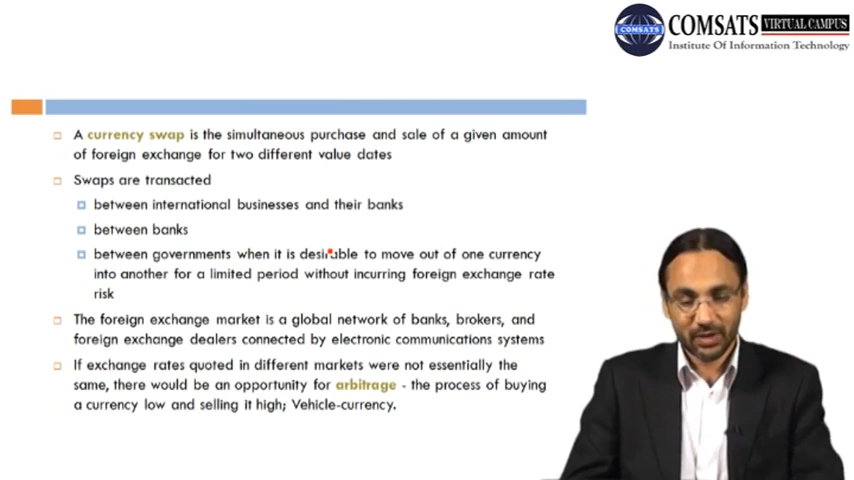 COMSATS VIRTUAL CAMPUS
COMSATS
Institute Of Information Technology
A currency swap is the simultaneous purchase and sale of a given amount
of foreign exchange for two different value dates
Swaps are transacted
between international businesses and their banks
between banks
between governments when it is desirable to move out of one currency
into another for a limited period without incurring foreign exchange rate
risk
The foreign exchange market is a global network of banks, brokers, and
foreign exchange dealers connected by electronic communications systems
If exchange rates quoted in different markets were not essentially the
same, there would be an opportunity for arbitrage - the process of buying
a currency low and selling it high; Vehicle-currency.